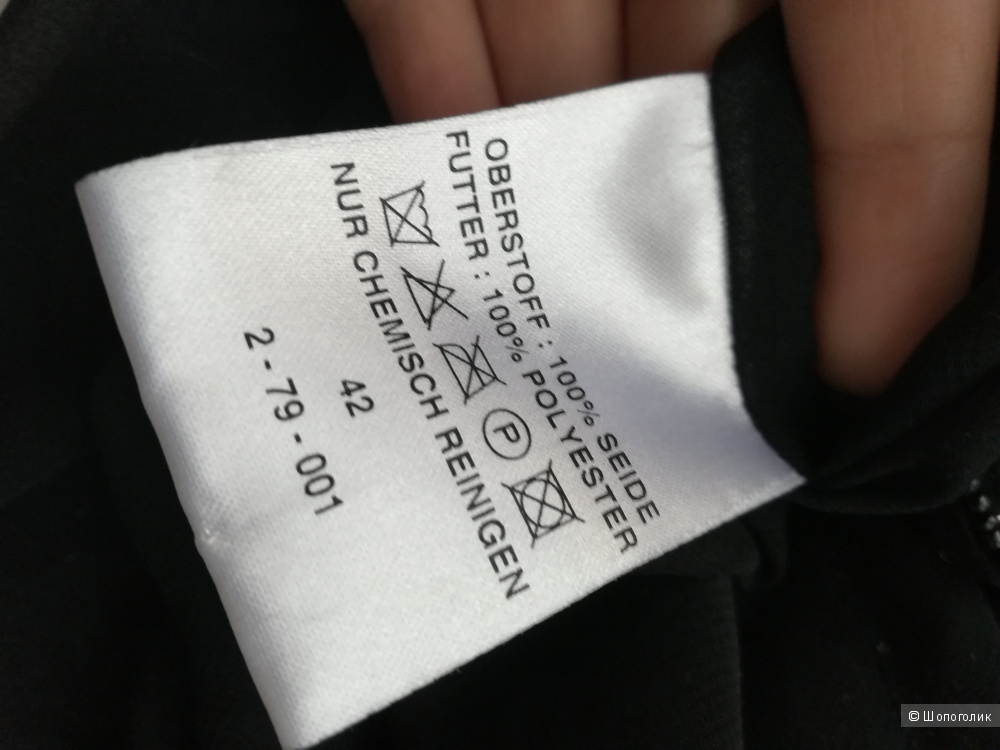 OBERSTOFF : 100% SEIDE
FUTTER : 100% POLYESTER
P
NUR CHEMISCH REINIGEN
42
2 - 79 - 001
© Шопоголик